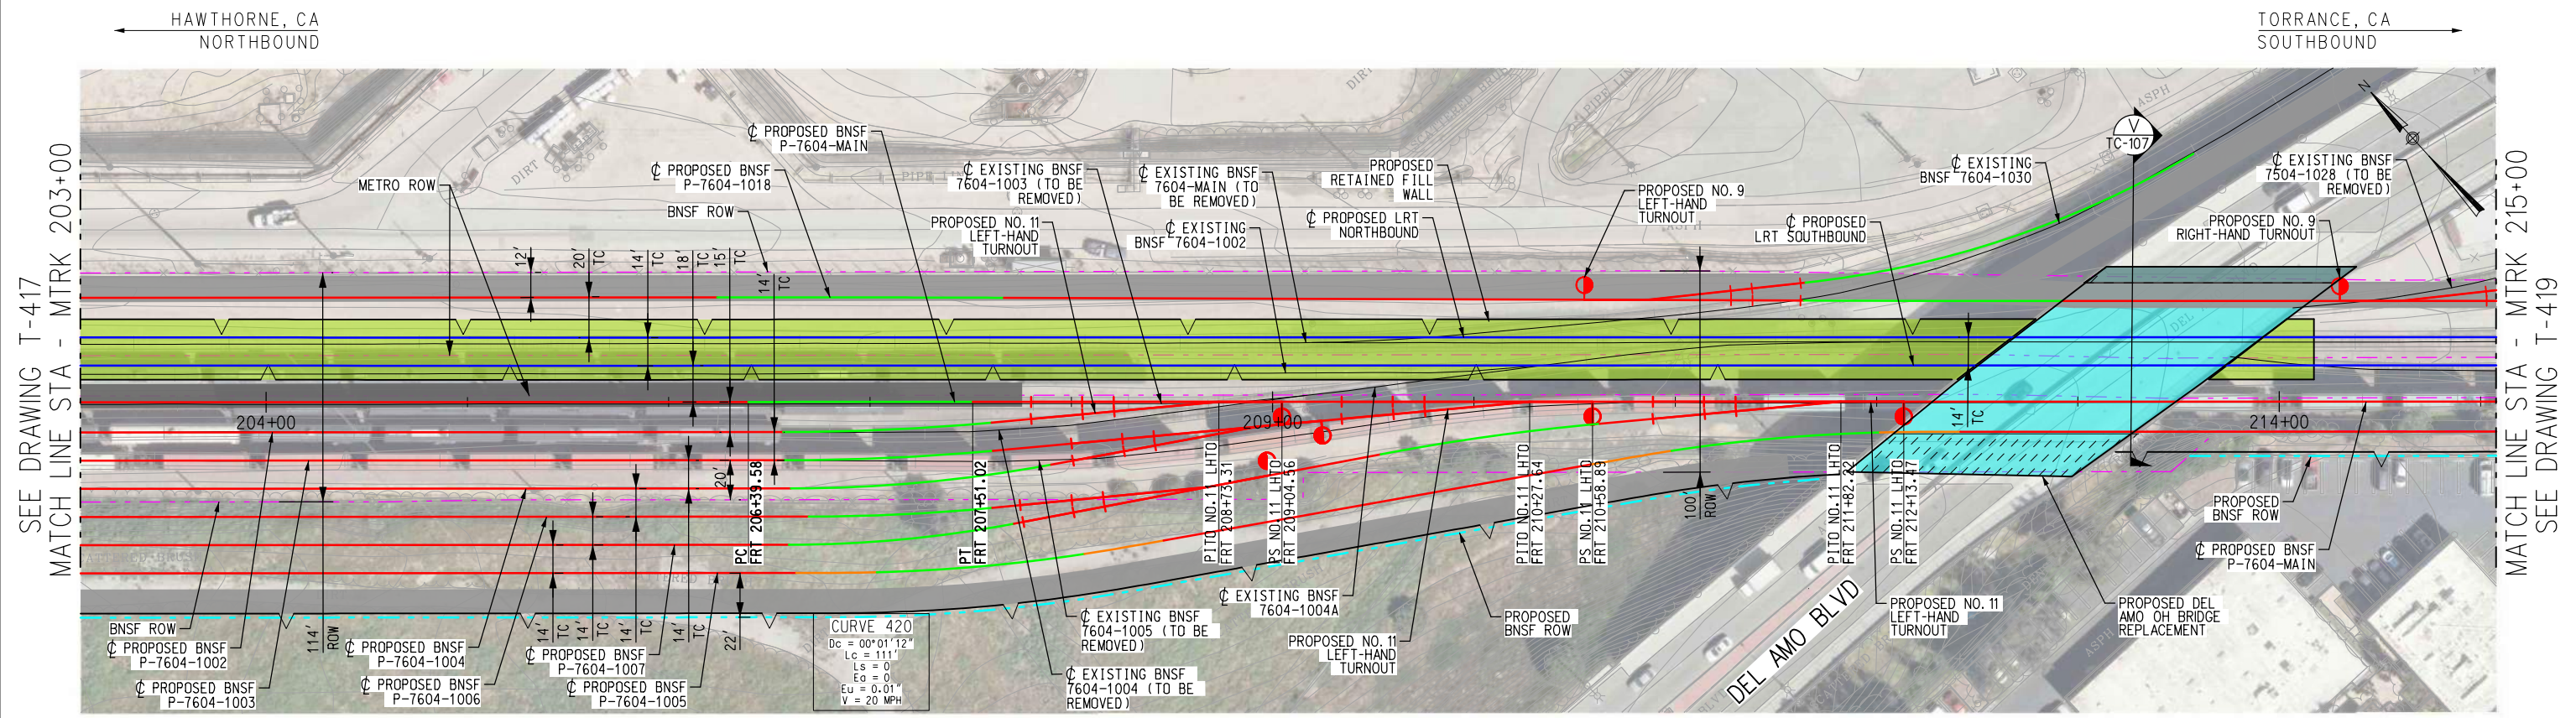 HAWTHORNE, CA
NORTHBOUND
TORRANCE, CA
SOUTHBOUND
SEE DRAWING T-417
MATCH LINE STA - MTRK 203+00
MATCH LINE STA - MTRK 215+00
SEE DRAWING T-419
METRO ROW
℄ PROPOSED BNSF
P-7604-MAIN
℄ PROPOSED BNSF
P-7604-1018
BNSF ROW
℄ EXISTING BNSF
7604-1003 (TO BE
REMOVED)
PROPOSED NO. 11
LEFT-HAND
TURNOUT
℄ EXISTING BNSF
7604-MAIN (TO
BE REMOVED)
℄ EXISTING
BNSF 7604-1002
PROPOSED
RETAINED FILL
WALL
℄ PROPOSED LRT
NORTHBOUND
PROPOSED NO. 9
LEFT-HAND
TURNOUT
℄ PROPOSED
LRT SOUTHBOUND
℄ EXISTING
BNSF 7604-1030
V
TC-107
N
℄ EXISTING BNSF
7504-1028 (TO BE
REMOVED)
PROPOSED NO. 9
RIGHT-HAND TURNOUT
DIRT
DIRT
PIPE LINE
PIPE LINE
ASPH
ASPH
12'
20'
TC
14'
TC
18'
TC
15'
TC
14'
TC
204+00
209+00
214+00
14'
TC
20'
PC
FRT 206+39.58
PT
FRT 207+51.02
PITO NO.11 LHTO
FRT 208+73.31
PS NO.11 LHTO
FRT 209+04.56
PITO NO.11 LHTO
FRT 210+27.64
PS NO.11 LHTO
FRT 210+58.89
100'
ROW
PITO NO.11 LHTO
FRT 211+82.22
PS NO.11 LHTO
FRT 212+13.47
114'
ROW
14'
TC
14'
TC
14'
TC
14'
TC
22'
BNSF ROW
℄ PROPOSED BNSF
P-7604-1002
℄ PROPOSED BNSF
P-7604-1003
℄ PROPOSED BNSF
P-7604-1004
℄ PROPOSED BNSF
P-7604-1006
℄ PROPOSED BNSF
P-7604-1007
℄ PROPOSED BNSF
P-7604-1005
CURVE 420
Dc = 00°01'12"
Lc = 111'
Ls = 0
Ea = 0
Eu = 0.01"
V = 20 MPH
℄ EXISTING BNSF
7604-1005 (TO BE
REMOVED)
℄ EXISTING BNSF
7604-1004 (TO BE
REMOVED)
℄ EXISTING BNSF
7604-1004A
PROPOSED NO. 11
LEFT-HAND
TURNOUT
PROPOSED
BNSF ROW
DEL AMO BLVD
PROPOSED NO. 11
LEFT-HAND
TURNOUT
PROPOSED DEL
AMO OH BRIDGE
REPLACEMENT
PROPOSED
BNSF ROW
℄ PROPOSED BNSF
P-7604-MAIN
ASPH